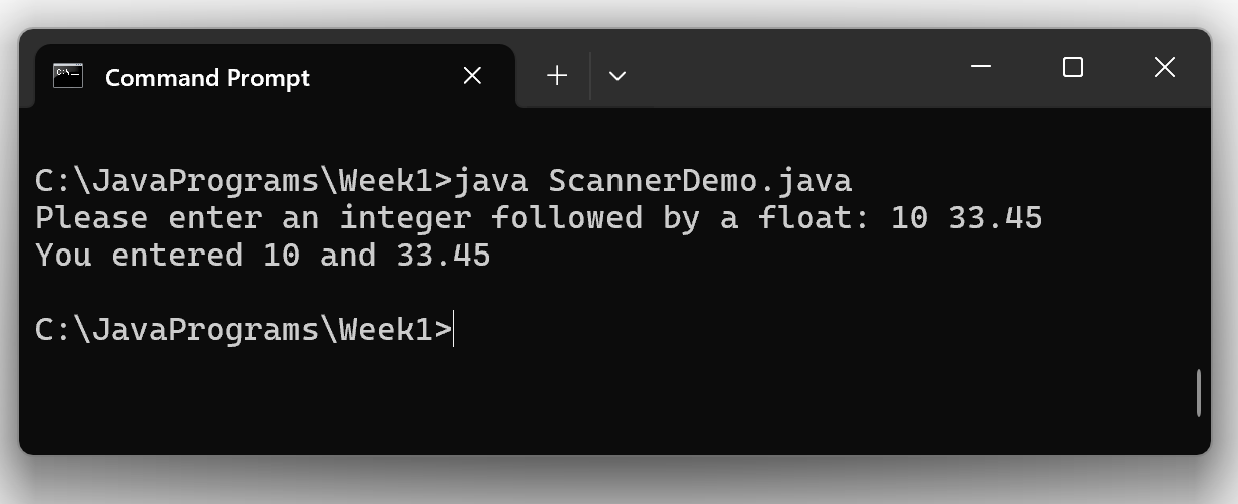 Command Prompt
C:\JavaPrograms\Week1>java ScannerDemo.java
Please enter an integer followed by a float: 10 33.45
You entered 10 and 33.45
C:\JavaPrograms\Week1>